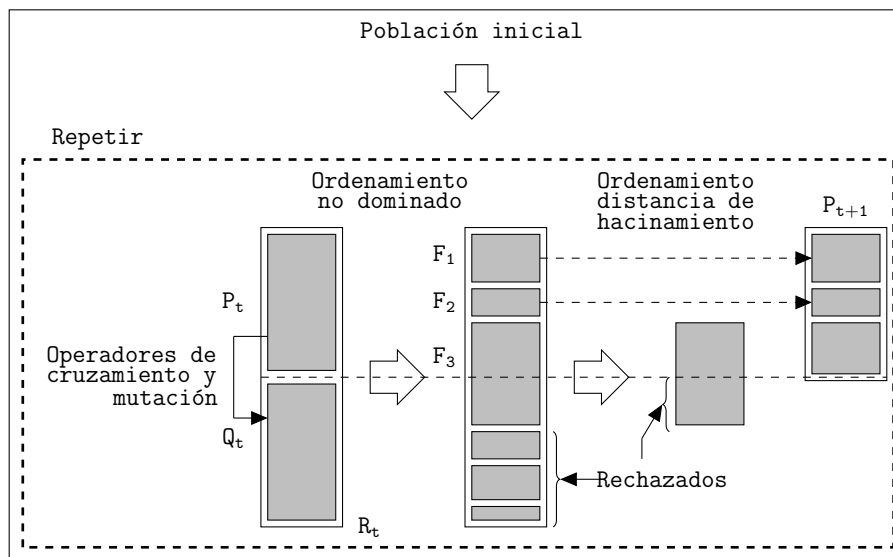 Población inicial
Repetir
Ordenamiento
no dominado
Ordenamiento
distancia de
hacinamiento
P_{t+1}
F_1
P_t
F_2
F_3
Operadores de
cruzamiento y
mutación
Q_t
Rechazados
R_t